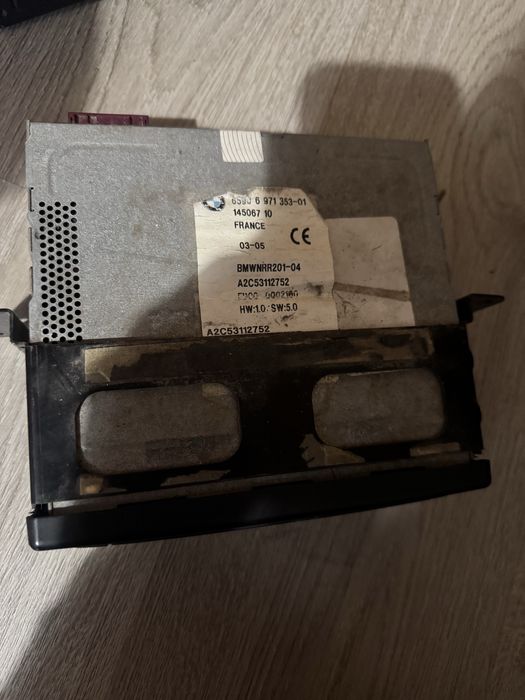 6590 6 971 353-01
145067 10
FRANCE
03-05
CE
BMWNRR201-04
A2C53112752
HW:1.0/SW:5.0
A2C53112752